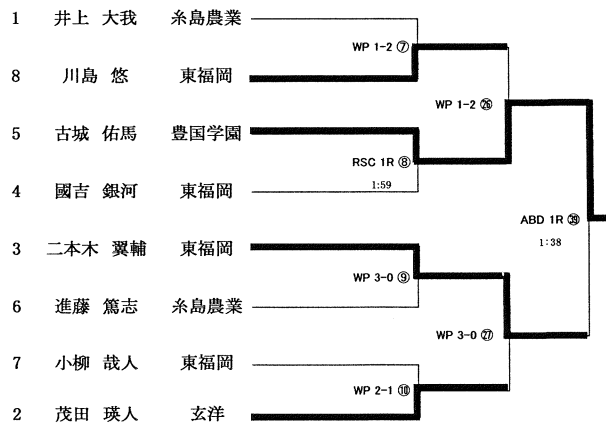 1 井上 大我 糸島農業
WP 1-2 ⑦
8 川島 悠 東福岡
WP 1-2 ㉖
5 古城 佑馬 豊国学園
RSC 1R ⑧
1:59
4 國吉 銀河 東福岡
ABD 1R ㊴
1:38
3 二本木 翼輔 東福岡
WP 3-0 ⑨
6 進藤 篤志 糸島農業
WP 3-0 ㉗
7 小柳 哉人 東福岡
WP 2-1 ⑩
2 茂田 瑛人 玄洋